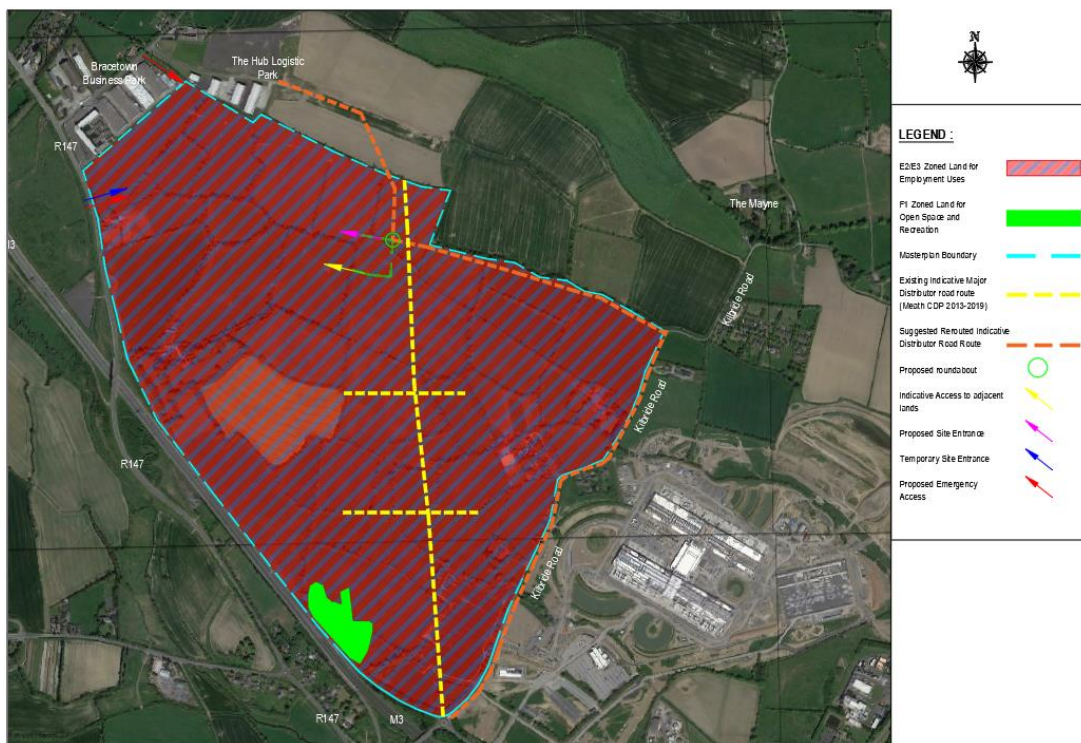 Bracetown
Business Park
The Hub Logistic
Park
R147
The Mayne
Kilbride Road
Kilbride Road
R147
Kilbride Road
R147
M3
N
LEGEND :
E2/E3 Zoned Land for
Employment Uses
F1 Zoned Land for
Open Space and
Recreation
Masterplan Boundary
Existing Indicative Major
Distributor road route
(Meath CDP 2013-2019)
Suggested Rerouted Indicative
Distributor Road Route
Proposed roundabout
Indicative Access to adjacent
lands
Proposed Site Entrance
Temporary Site Entrance
Proposed Emergency
Access